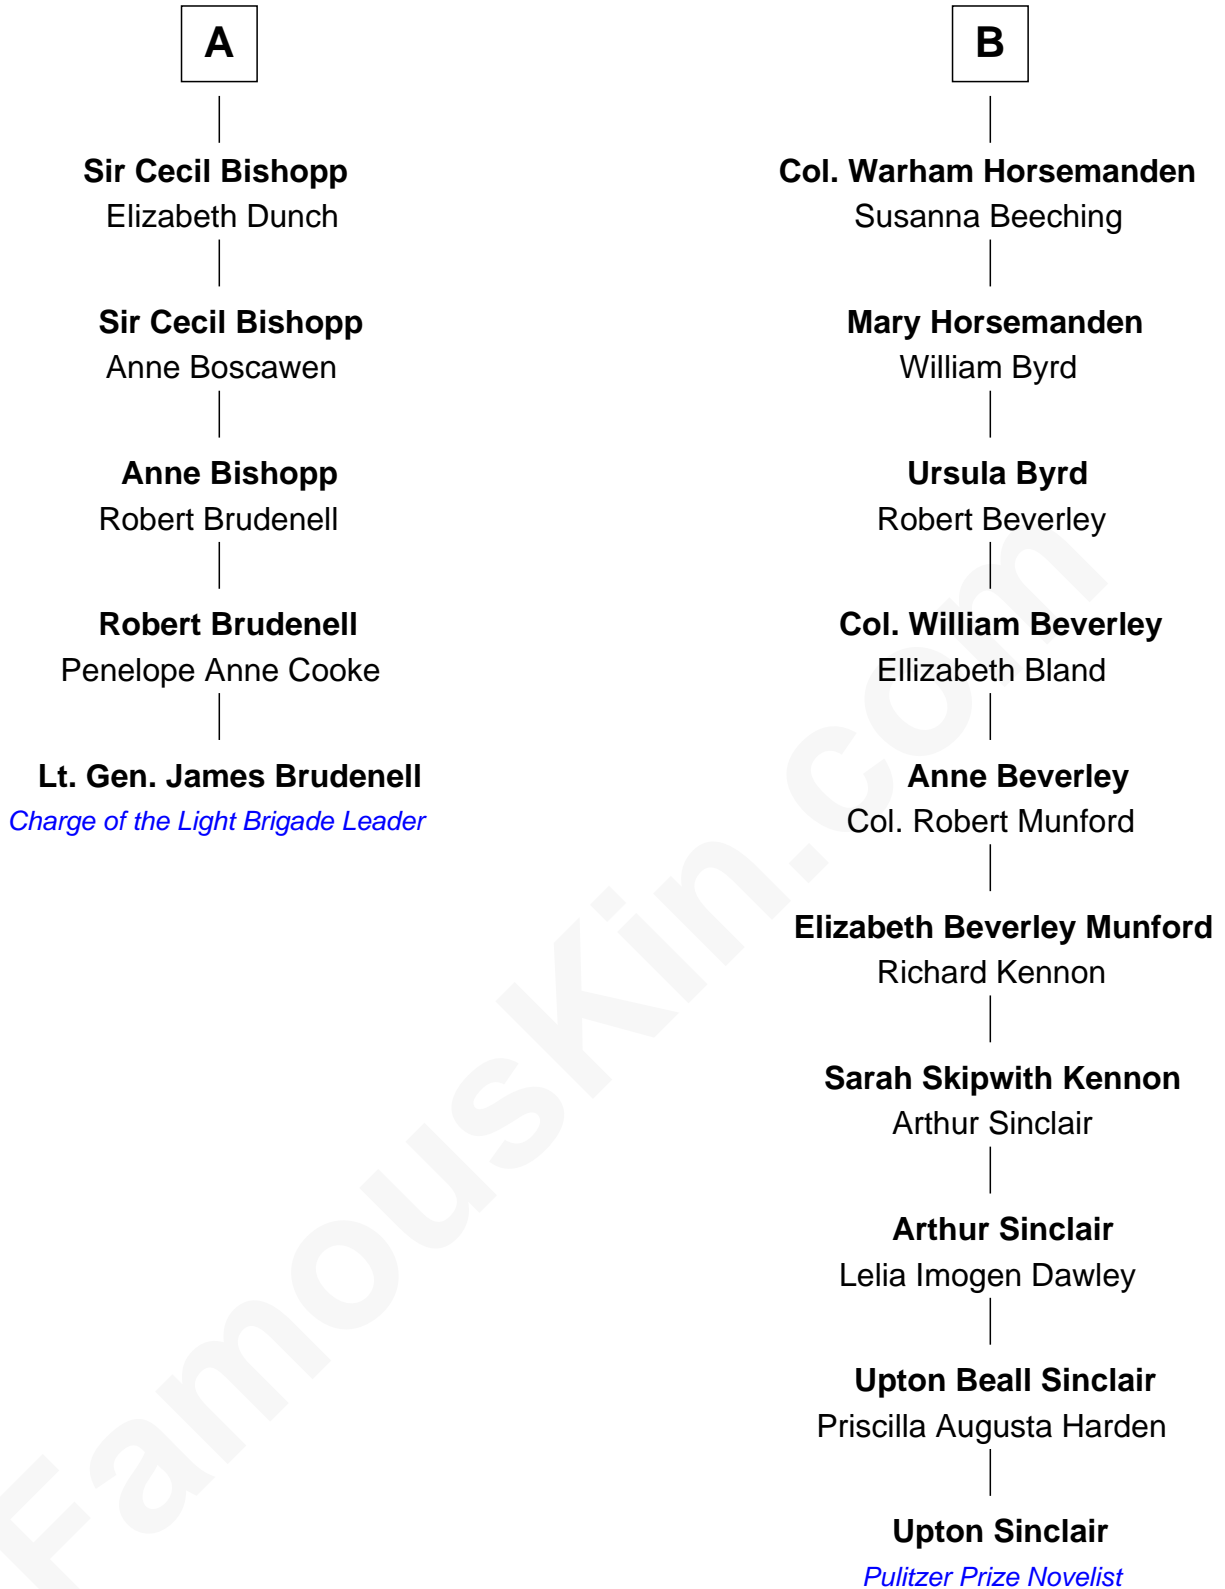 A
Sir Cecil Bishopp
Elizabeth Dunch
Sir Cecil Bishopp
Anne Boscawen
Anne Bishopp
Robert Brudenell
Robert Brudenell
Penelope Anne Cooke
Lt. Gen. James Brudenell
Charge of the Light Brigade Leader
B
Col. Warham Horsemanden
Susanna Beeching
Mary Horsemanden
William Byrd
Ursula Byrd
Robert Beverley
Col. William Beverley
Ellizabeth Bland
Anne Beverley
Col. Robert Munford
Elizabeth Beverley Munford
Richard Kennon
Sarah Skipwith Kennon
Arthur Sinclair
Arthur Sinclair
Lelia Imogen Dawley
Upton Beall Sinclair
Priscilla Augusta Harden
Upton Sinclair
Pulitzer Prize Novelist
FamousKin.com